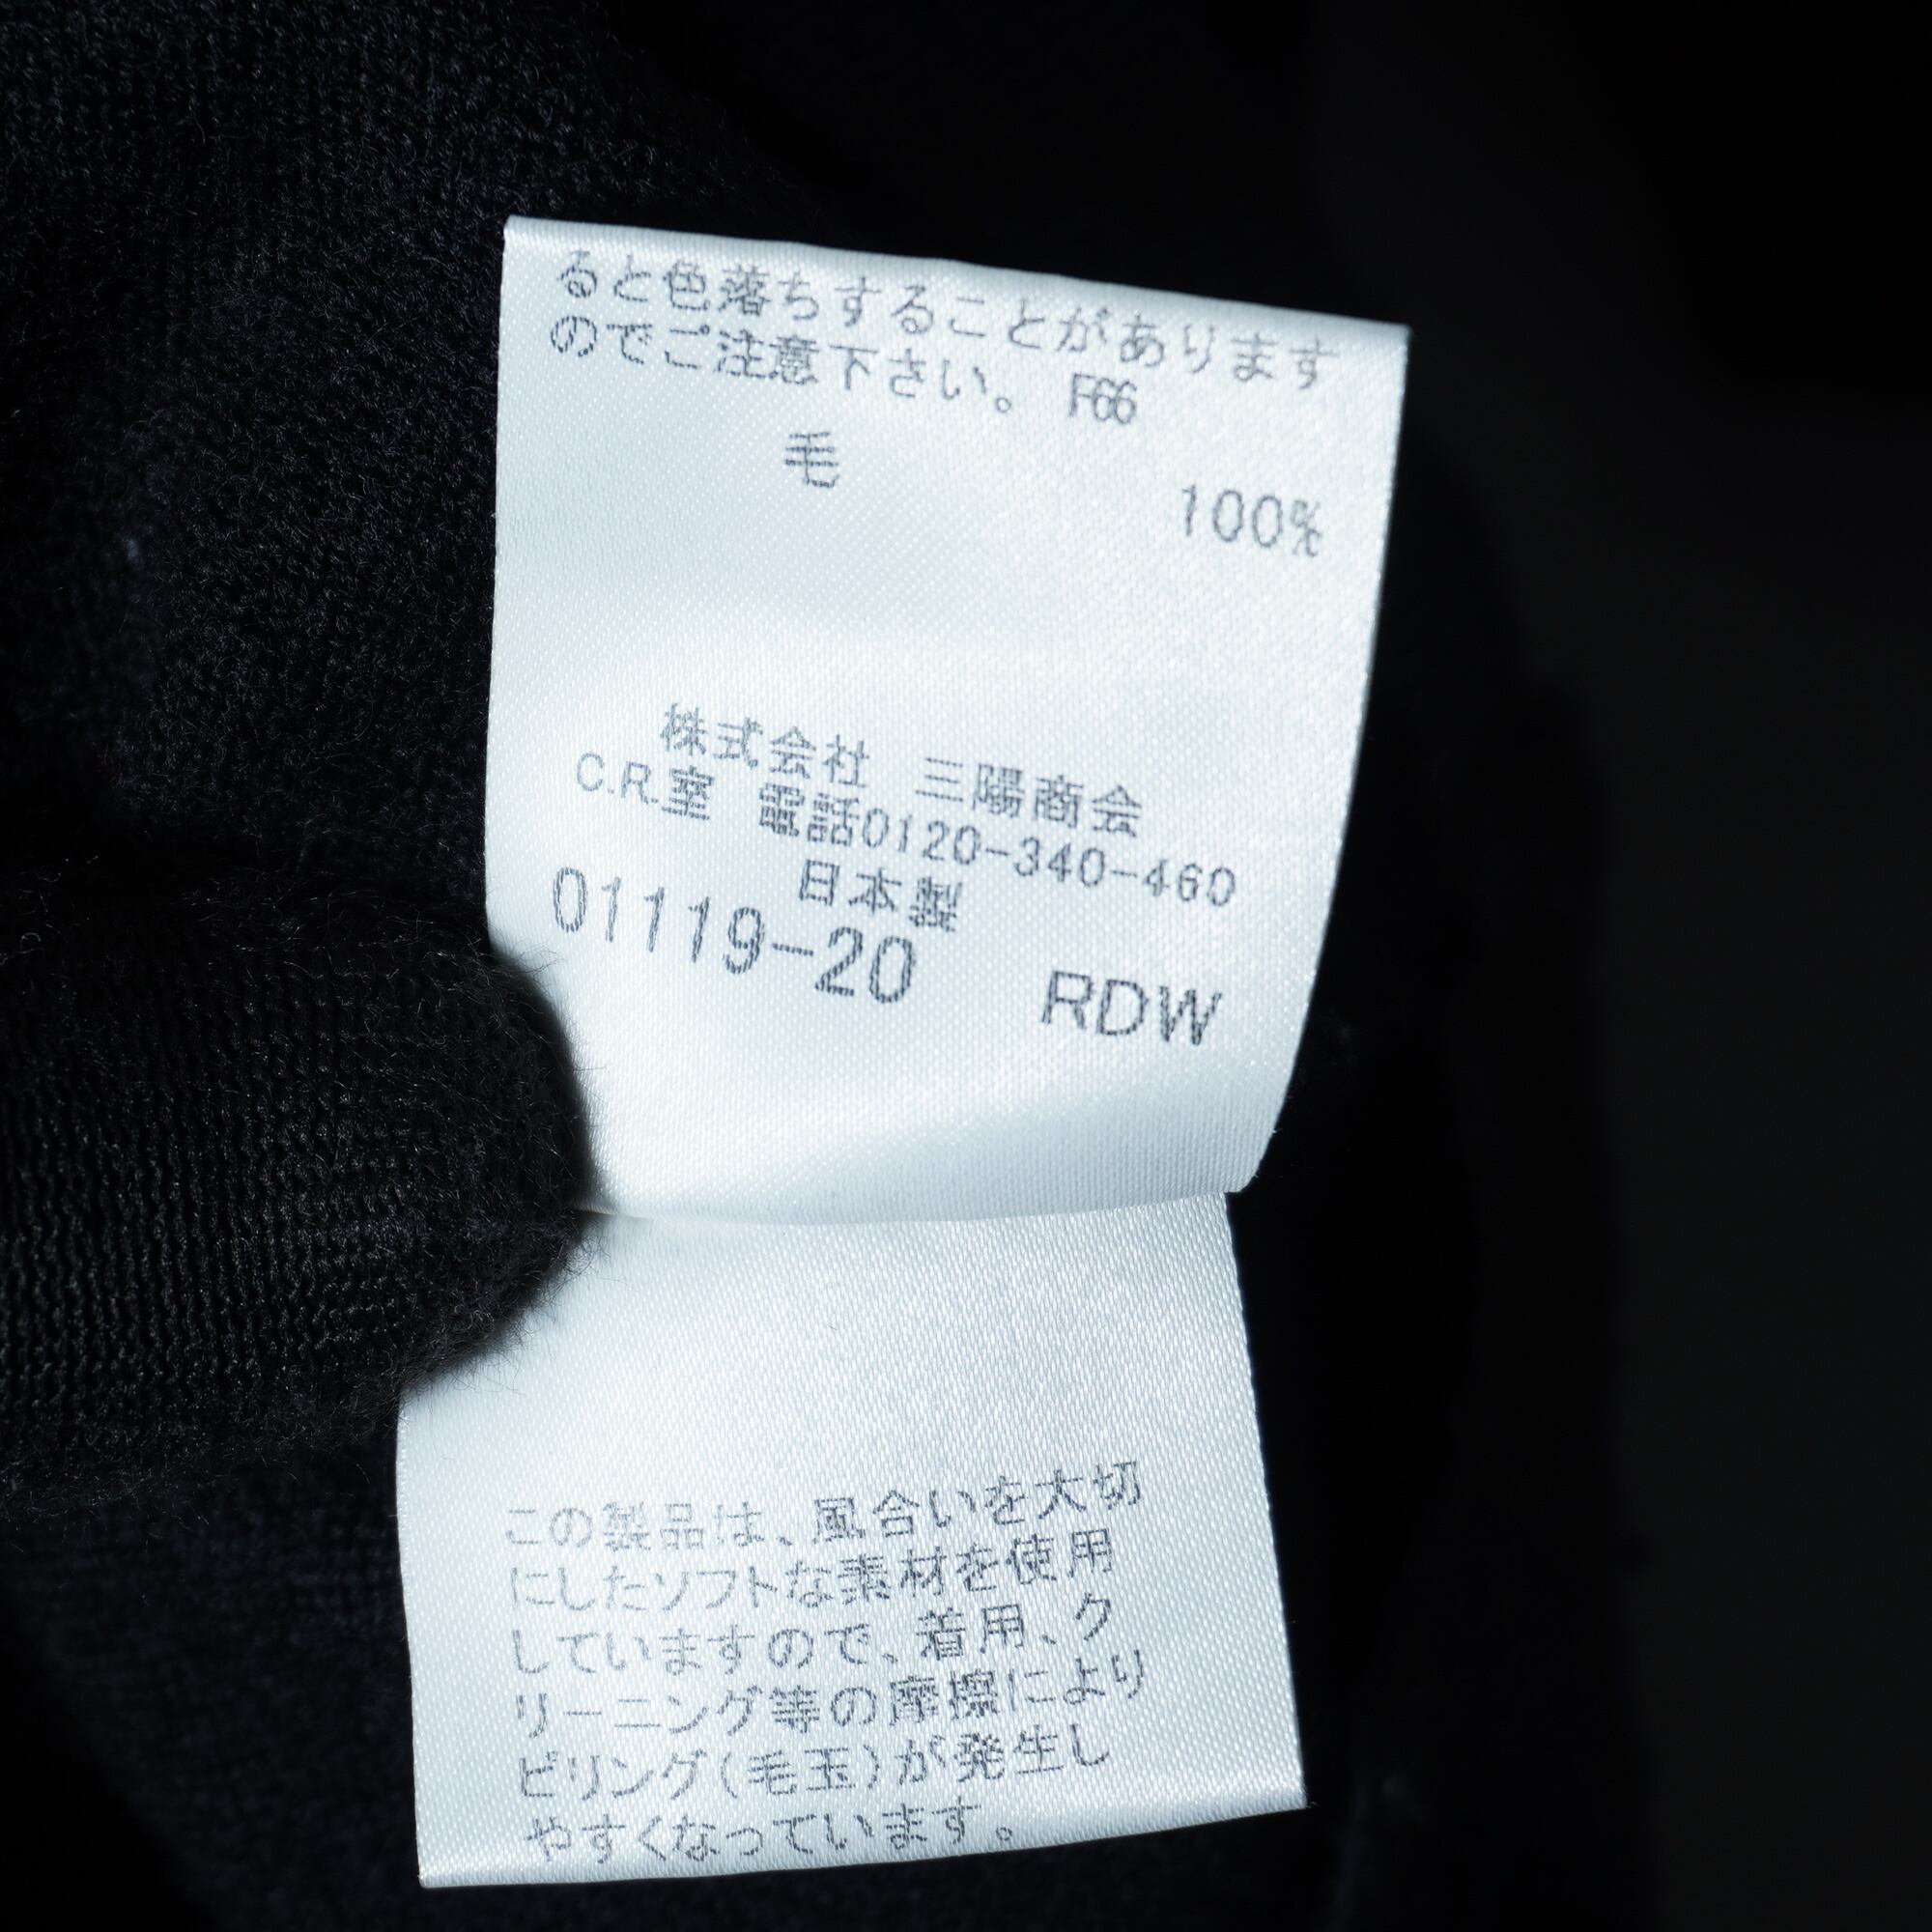 ると色落ちすることがあります
のでご注意下さい。 F66
毛 100%
株式会社 三陽商会
C.R.室 電話0120-340-460
日本製
01119-20 RDW
この製品は、風合いを大切
にしたソフトな素材を使用
していますので、着用、ク
リーニング等の摩擦により
ピリング(毛玉)が発生し
やすくなっています。